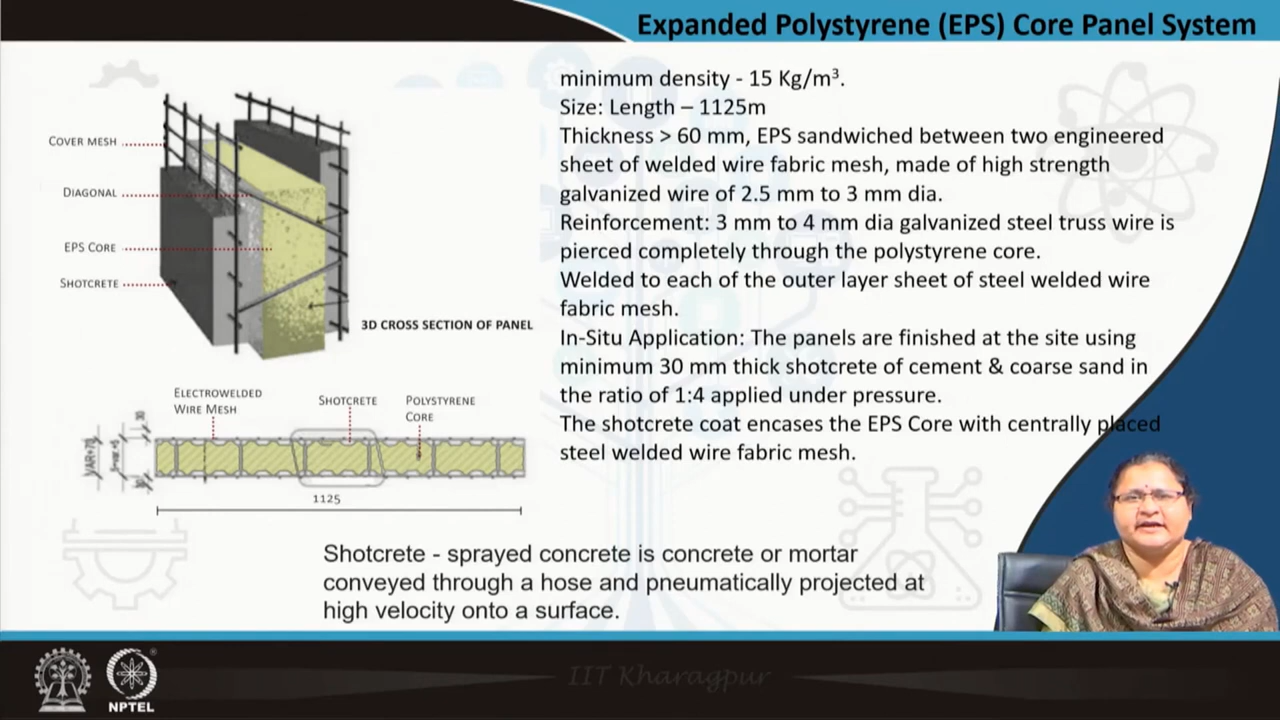 Expanded Polystyrene (EPS) Core Panel System
minimum density - 15 Kg/m³.
Size: Length – 1125m
Thickness > 60 mm, EPS sandwiched between two engineered
sheet of welded wire fabric mesh, made of high strength
galvanized wire of 2.5 mm to 3 mm dia.
Reinforcement: 3 mm to 4 mm dia galvanized steel truss wire is
pierced completely through the polystyrene core.
Welded to each of the outer layer sheet of steel welded wire
fabric mesh.
In-Situ Application: The panels are finished at the site using
minimum 30 mm thick shotcrete of cement & coarse sand in
the ratio of 1:4 applied under pressure.
The shotcrete coat encases the EPS Core with centrally placed
steel welded wire fabric mesh.
COVER MESH
DIAGONAL
EPS CORE
SHOTCRETE
3D CROSS SECTION OF PANEL
ELECTROWELDED
WIRE MESH
SHOTCRETE
POLYSTYRENE
CORE
30
1125
Shotcrete - sprayed concrete is concrete or mortar
conveyed through a hose and pneumatically projected at
high velocity onto a surface.
IIT Kharagpur
NPTEL